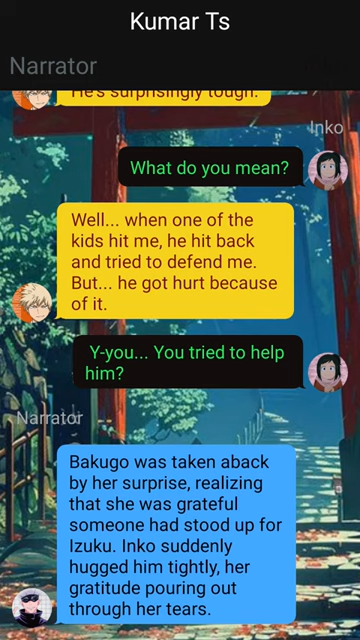 Kumar Ts
Narrator
He's surprisingly tough.
Inko
What do you mean?
Well... when one of the
kids hit me, he hit back
and tried to defend me.
But... he got hurt because
of it.
Y-you... You tried to help
him?
Narrator
Bakugo was taken aback
by her surprise, realizing
that she was grateful
someone had stood up for
Izuku. Inko suddenly
hugged him tightly, her
gratitude pouring out
through her tears.